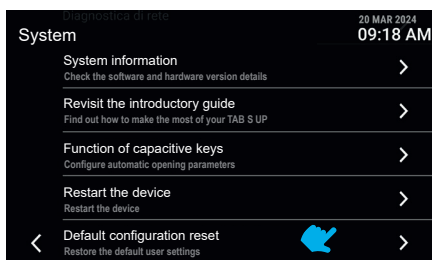 Diagnostica di rete
20 MAR 2024
System
09:18 AM
System information
Check the software and hardware version details
Revisit the introductory guide
Find out how to make the most of your TAB S UP
Function of capacitive keys
Configure automatic opening parameters
Restart the device
Restart the device
Default configuration reset
Restore the default user settings